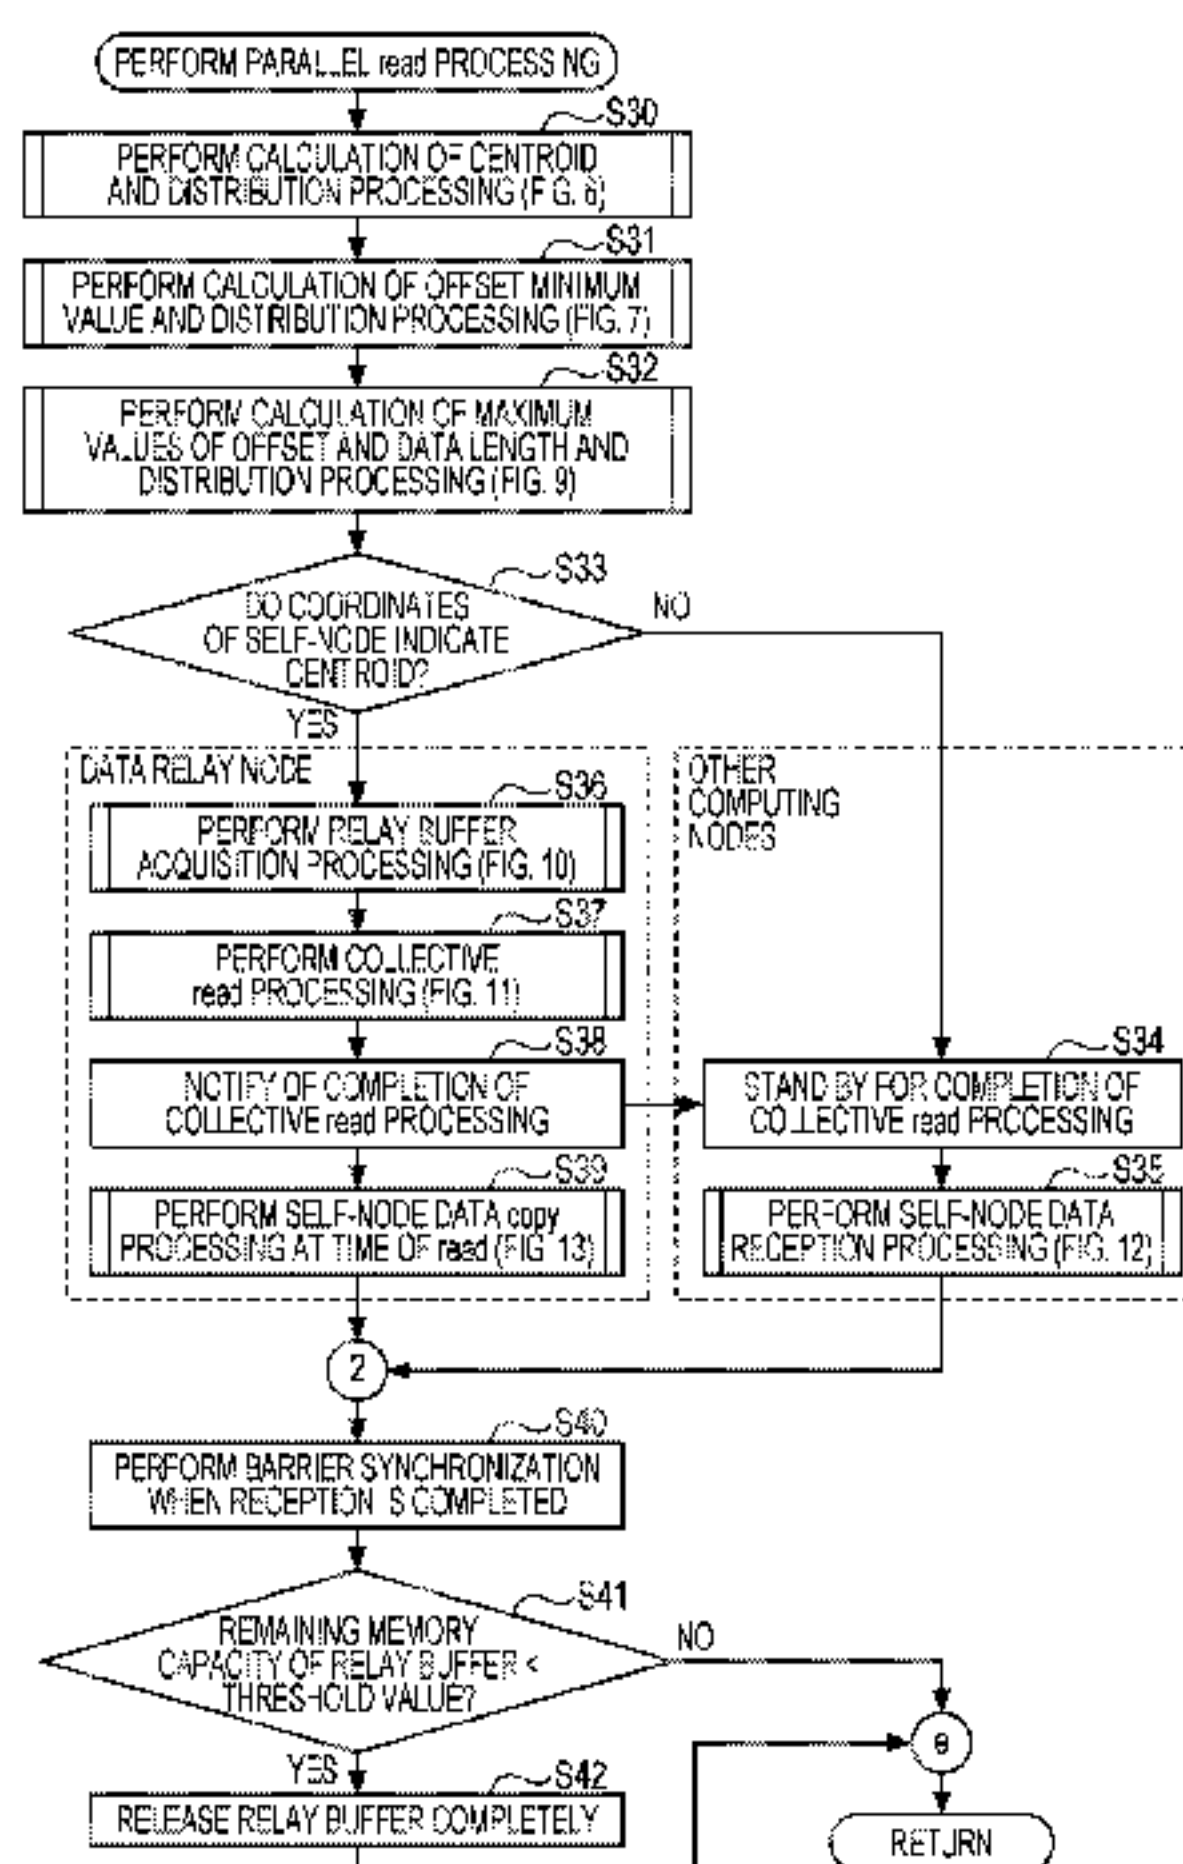 PERFORM PARALLEL read PROCESSING
S30
PERFORM CALCULATION OF CENTROID
AND DISTRIBUTION PROCESSING (FIG. 6)
S31
PERFORM CALCULATION OF OFFSET MINIMUM
VALUE AND DISTRIBUTION PROCESSING (FIG. 7)
S32
PERFORM CALCULATION OF MAXIMUM
VALUES OF OFFSET AND DATA LENGTH AND
DISTRIBUTION PROCESSING (FIG. 9)
S33
DO COORDINATES
OF SELF-NODE INDICATE
CENTROID?
NO
YES
DATA RELAY NODE
S36
PERFORM RELAY BUFFER
ACQUISITION PROCESSING (FIG. 10)
S37
PERFORM COLLECTIVE
read PROCESSING (FIG. 11)
S38
NOTIFY OF COMPLETION OF
COLLECTIVE read PROCESSING
S39
PERFORM SELF-NODE DATA copy
PROCESSING AT TIME OF read (FIG. 13)
OTHER
COMPUTING
NODES
S34
STAND BY FOR COMPLETION OF
COLLECTIVE read PROCESSING
S35
PERFORM SELF-NODE DATA
RECEPTION PROCESSING (FIG. 12)
2
S40
PERFORM BARRIER SYNCHRONIZATION
WHEN RECEPTION IS COMPLETED
S41
REMAINING MEMORY
CAPACITY OF RELAY BUFFER <
THRESHOLD VALUE?
NO
YES
S42
RELEASE RELAY BUFFER COMPLETELY
RETURN